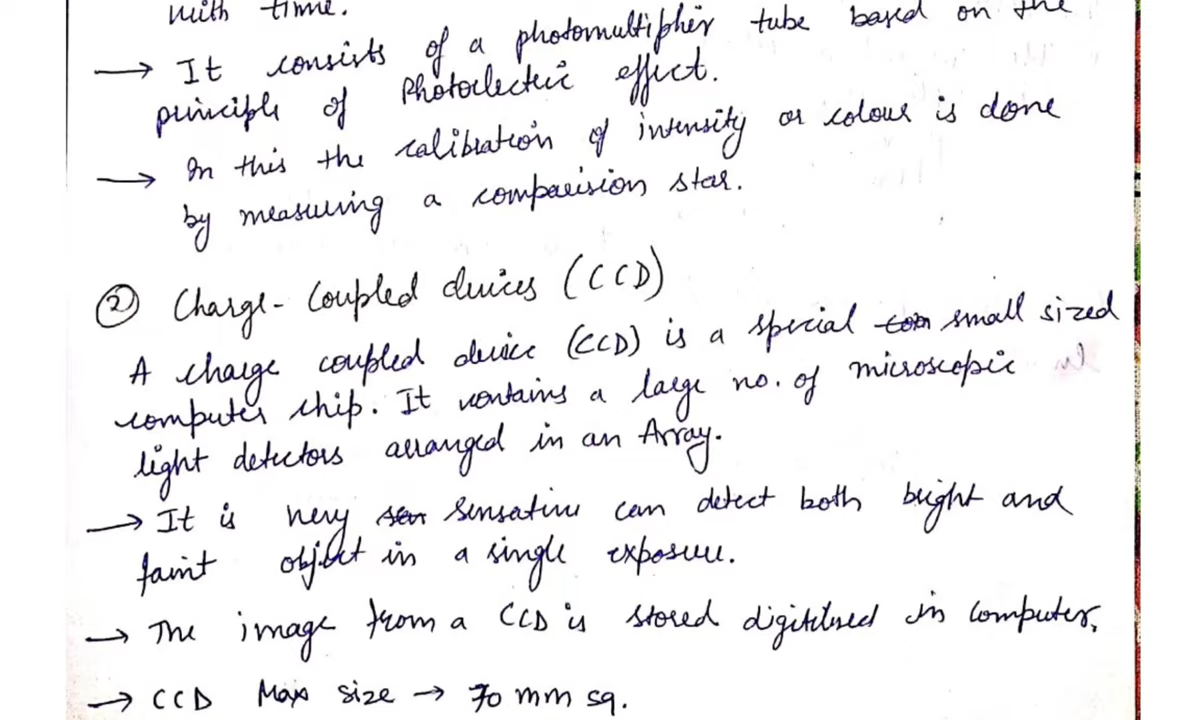 with time.
→ It consists of a photomultiplier tube based on the
principle of Photoelectric effect.
→ In this the calibration of intensity or colour is done
by measuring a comparision star.
② Charge-Coupled devices (CCD)
A charge coupled device (CCD) is a special com small sized
computer chip. It contains a large no. of microscopic
light detectors arranged in an Array.
→ It is very sen Sensative can detect both bright and
faint object in a single exposure.
→ The image from a CCD is stored digitilised in computer.
→ CCD Max size → 70 mm sq.